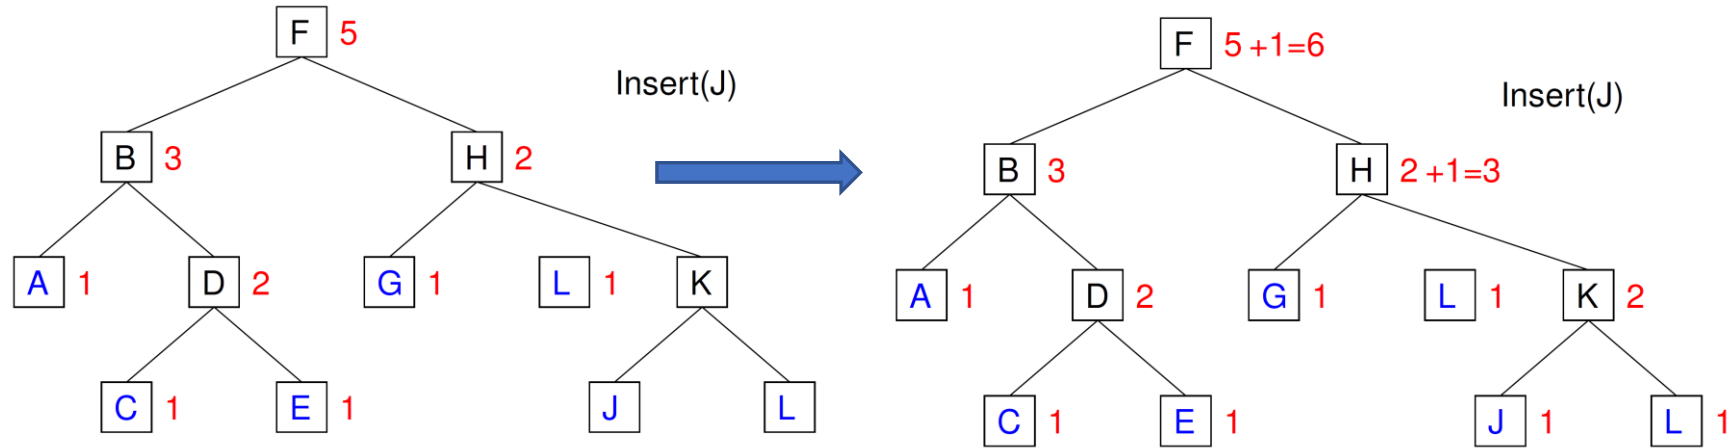 F 5
Insert(J)
B 3
H 2
A 1
D 2
G 1
L 1
K
C 1
E 1
J
L
F 5 +1=6
Insert(J)
B 3
H 2 +1=3
A 1
D 2
G 1
L 1
K 2
C 1
E 1
J 1
L 1